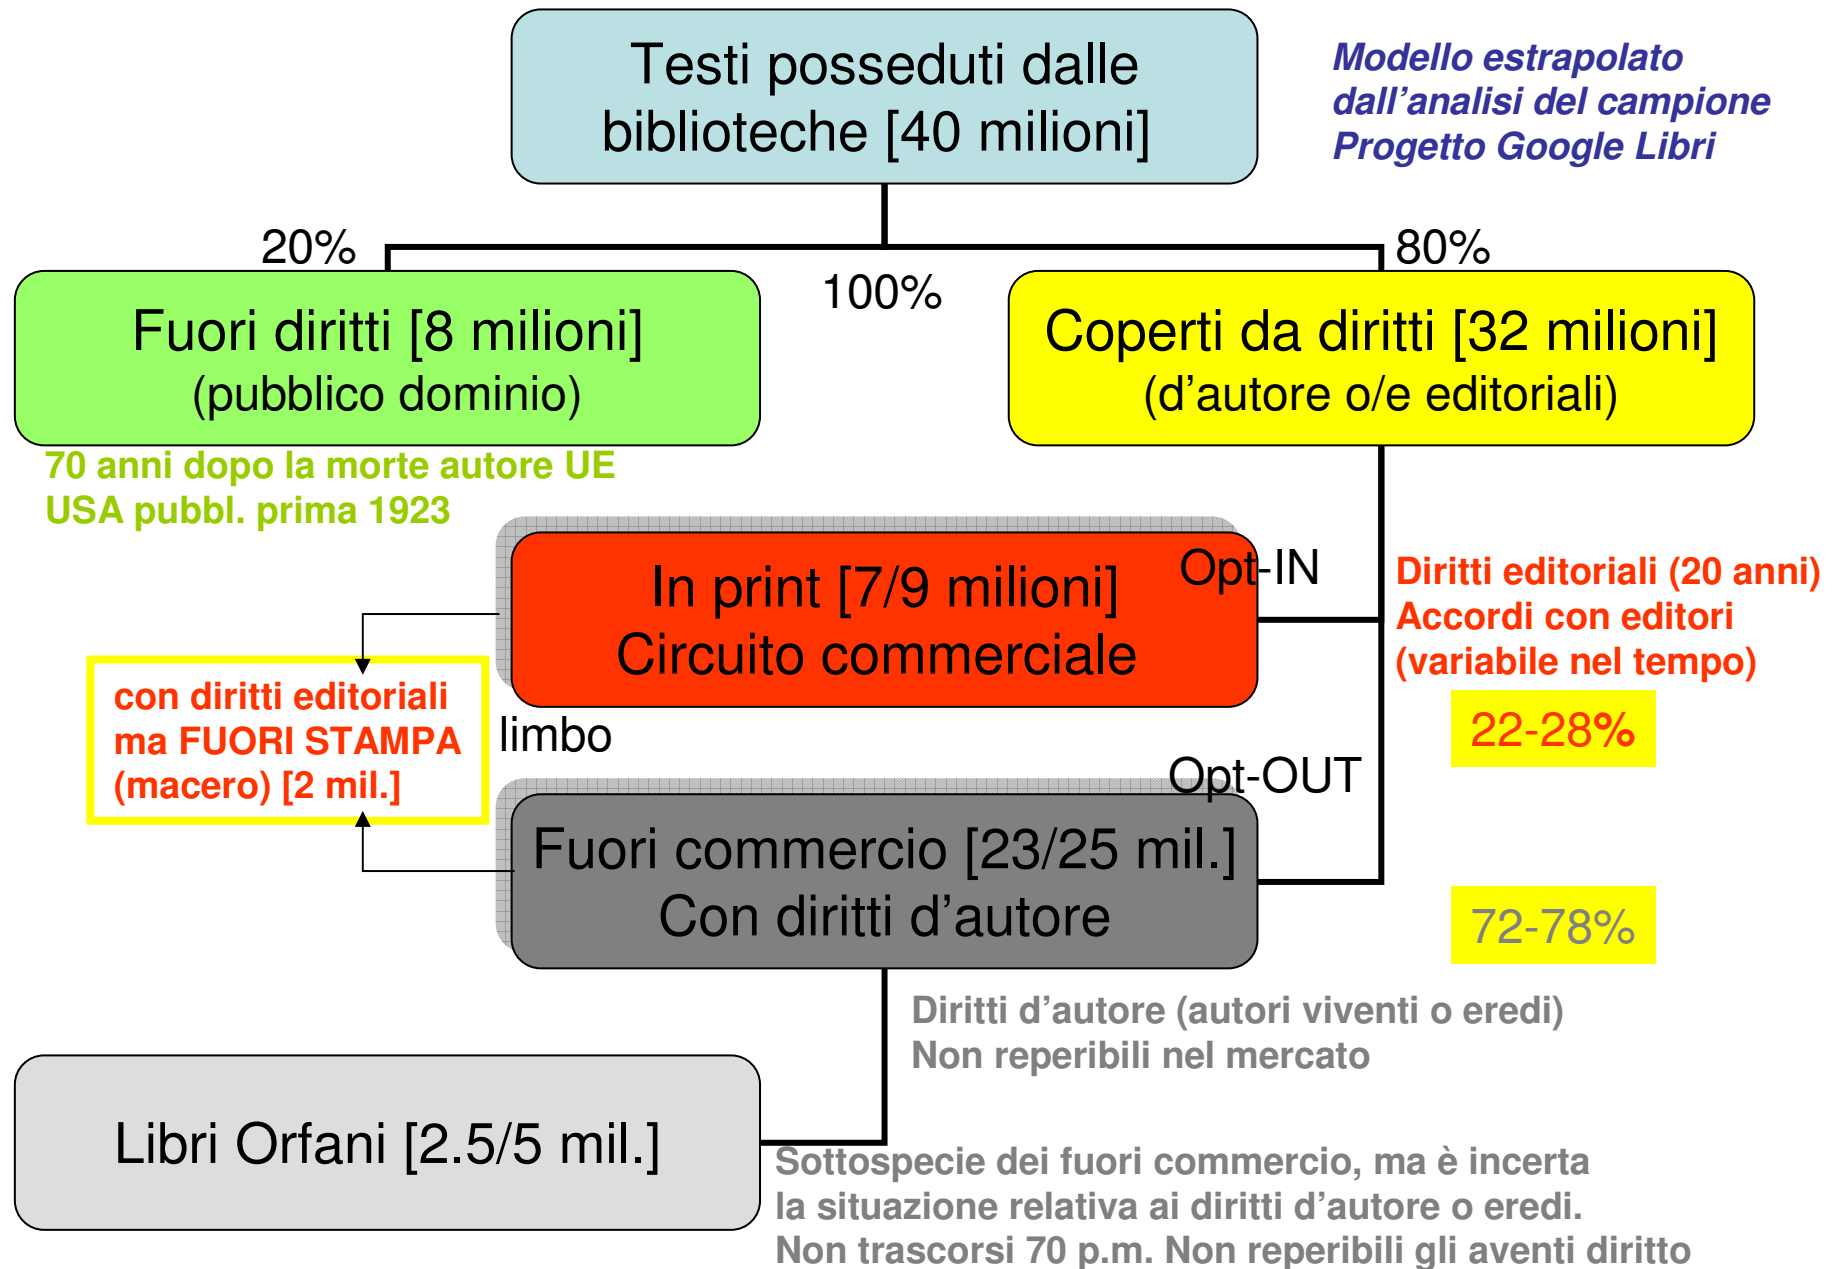 Testi posseduti dalle
biblioteche [40 milioni]
Modello estrapolato
dall'analisi del campione
Progetto Google Libri
20%
100%
80%
Fuori diritti [8 milioni]
(pubblico dominio)
Coperti da diritti [32 milioni]
(d'autore o/e editoriali)
70 anni dopo la morte autore UE
USA pubbl. prima 1923
In print [7/9 milioni]
Circuito commerciale
Opt-IN
Diritti editoriali (20 anni)
Accordi con editori
(variabile nel tempo)
22-28%
con diritti editoriali
ma FUORI STAMPA
(macero) [2 mil.]
limbo
Opt-OUT
Fuori commercio [23/25 mil.]
Con diritti d'autore
72-78%
Diritti d'autore (autori viventi o eredi)
Non reperibili nel mercato
Libri Orfani [2.5/5 mil.]
Sottospecie dei fuori commercio, ma è incerta
la situazione relativa ai diritti d'autore o eredi.
Non trascorsi 70 p.m. Non reperibili gli aventi diritto